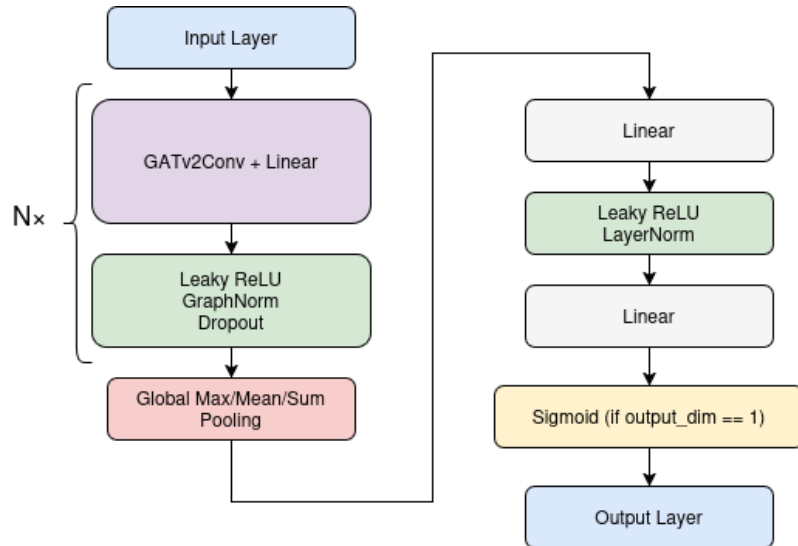 Input Layer
N×
GATv2Conv + Linear
Leaky ReLU
GraphNorm
Dropout
Global Max/Mean/Sum
Pooling
Linear
Leaky ReLU
LayerNorm
Linear
Sigmoid (if output_dim == 1)
Output Layer